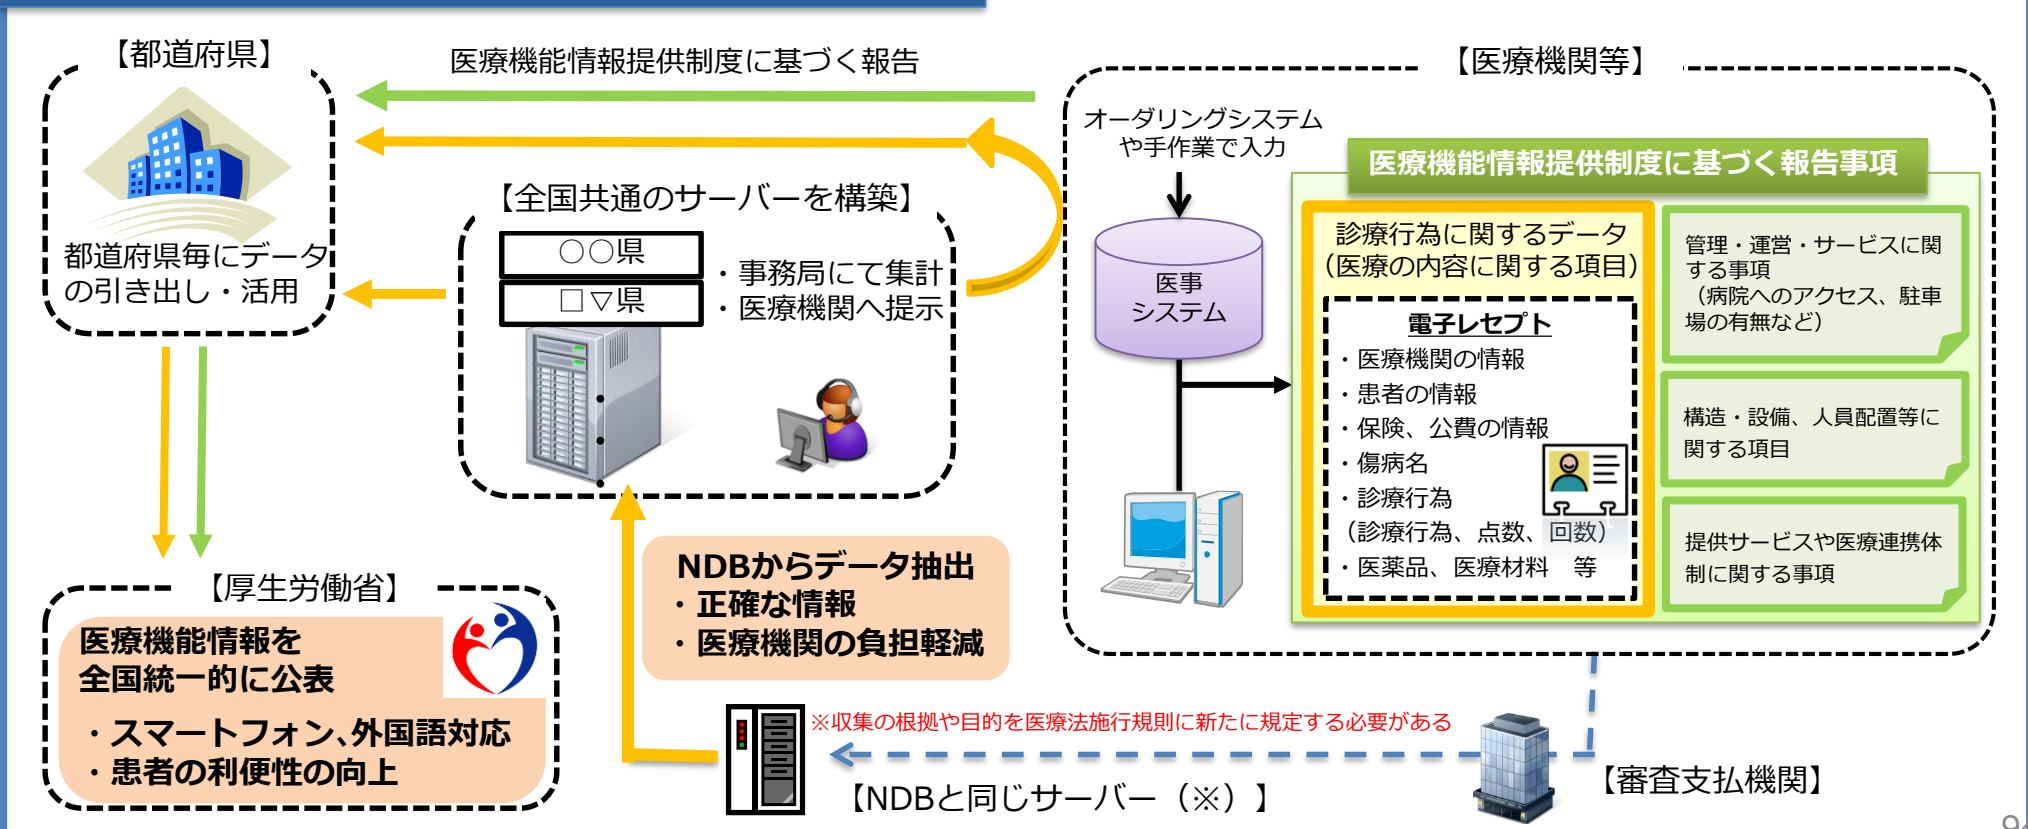 【都道府県】
医療機能情報提供制度に基づく報告
【医療機関等】
オーダリングシステム
や手作業で入力
医療機能情報提供制度に基づく報告事項
【全国共通のサーバーを構築】
○○県
□▽県
・事務局にて集計
・医療機関へ提示
都道府県毎にデータ
の引き出し・活用
医事
システム
診療行為に関するデータ
（医療の内容に関する項目）
電子レセプト
・医療機関の情報
・患者の情報
・保険、公費の情報
・傷病名
・診療行為
（診療行為、点数、回数）
・医薬品、医療材料　等
管理・運営・サービスに関
する事項
（病院へのアクセス、駐車
場の有無など）
構造・設備、人員配置等に
関する項目
提供サービスや医療連携体
制に関する事項
NDBからデータ抽出
・正確な情報
・医療機関の負担軽減
【厚生労働省】
医療機能情報を
全国統一的に公表
・スマートフォン、外国語対応
・患者の利便性の向上
※収集の根拠や目的を医療法施行規則に新たに規定する必要がある
【NDBと同じサーバー（※）】
【審査支払機関】